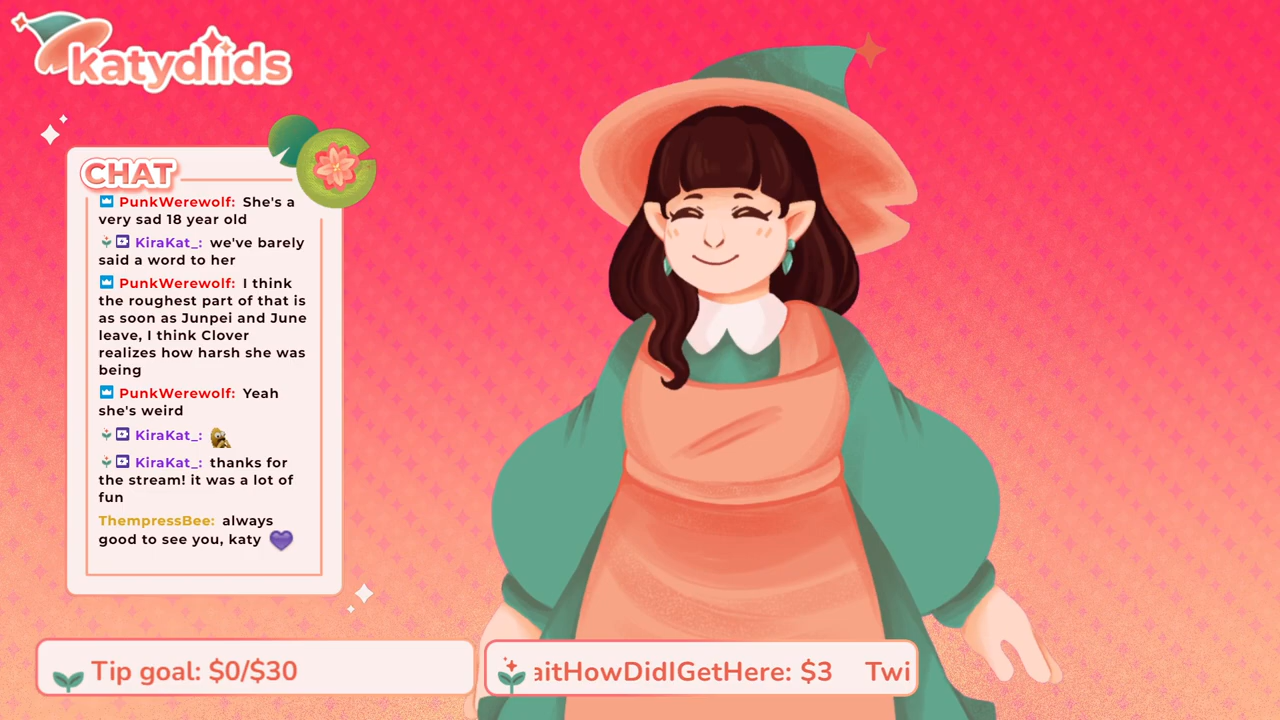 katydiids
CHAT
PunkWerewolf: She's a
very sad 18 year old
KiraKat_: we've barely
said a word to her
PunkWerewolf: I think
the roughest part of that is
as soon as Junpei and June
leave, I think Clover
realizes how harsh she was
being
PunkWerewolf: Yeah
she's weird
KiraKat_:
KiraKat_: thanks for
the stream! it was a lot of
fun
ThempressBee: always
good to see you, katy
Tip goal: $0/$30
aitHowDidIGetHere: $3 Twi